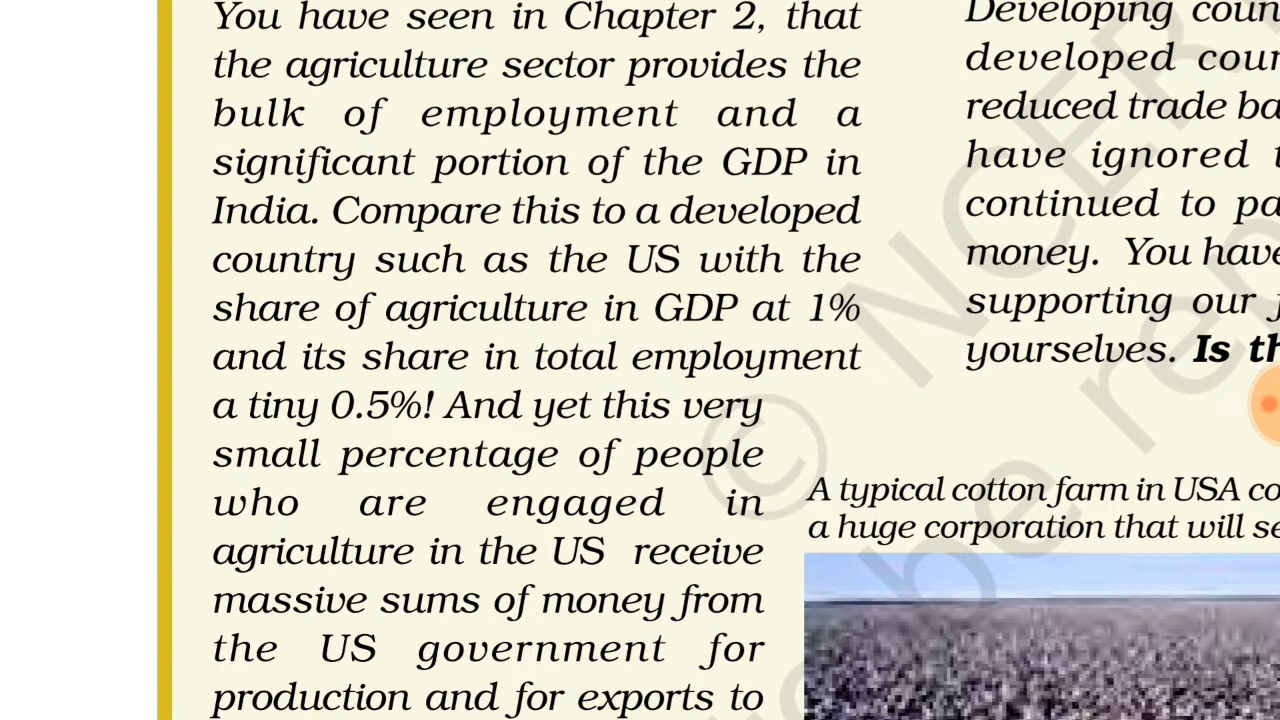 You have seen in Chapter 2, that
the agriculture sector provides the
bulk of employment and a
significant portion of the GDP in
India. Compare this to a developed
country such as the US with the
share of agriculture in GDP at 1%
and its share in total employment
a tiny 0.5%! And yet this very
small percentage of people
who are engaged in
agriculture in the US receive
massive sums of money from
the US government for
production and for exports to
Developing
developed
reduced trade
have ignored
continued to
money. You have
supporting our
yourselves. Is
A typical cotton farm in USA
a huge corporation that will
© NCER
be